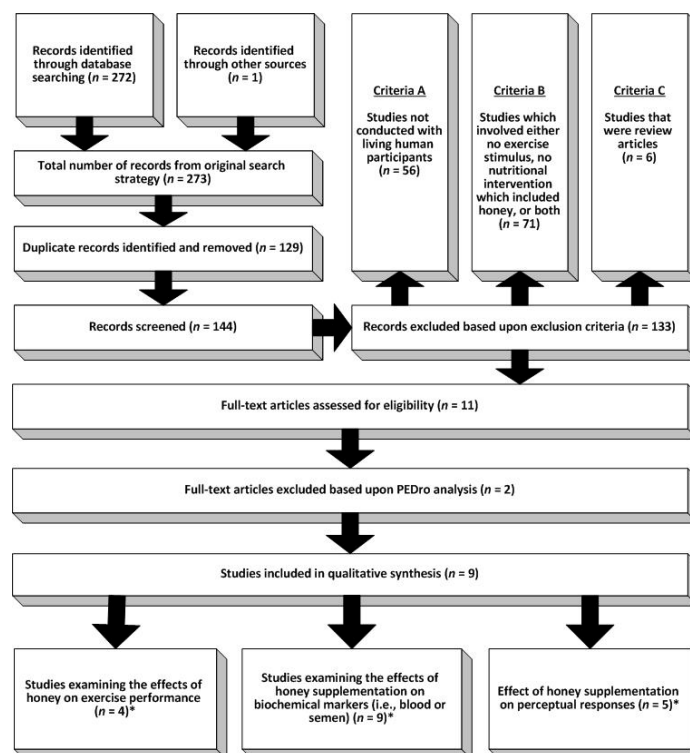 Records identified
through database
searching (n = 272)
Records identified
through other sources
(n = 1)
Criteria A
Studies not
conducted with
living human
participants
(n = 56)
Criteria B
Studies which
involved either
no exercise
stimulus, no
nutritional
intervention
which included
honey, or both
(n = 71)
Criteria C
Studies that
were review
articles
(n = 6)
Total number of records from original search
strategy (n = 273)
Duplicate records identified and removed (n = 129)
Records screened (n = 144)
Records excluded based upon exclusion criteria (n = 133)
Full-text articles assessed for eligibility (n = 11)
Full-text articles excluded based upon PEDro analysis (n = 2)
Studies included in qualitative synthesis (n = 9)
Studies examining the effects of
honey on exercise performance
(n = 4)*
Studies examining the effects of
honey supplementation on
biochemical markers (i.e., blood or
semen) (n = 9)*
Effect of honey supplementation
on perceptual responses (n = 5)*